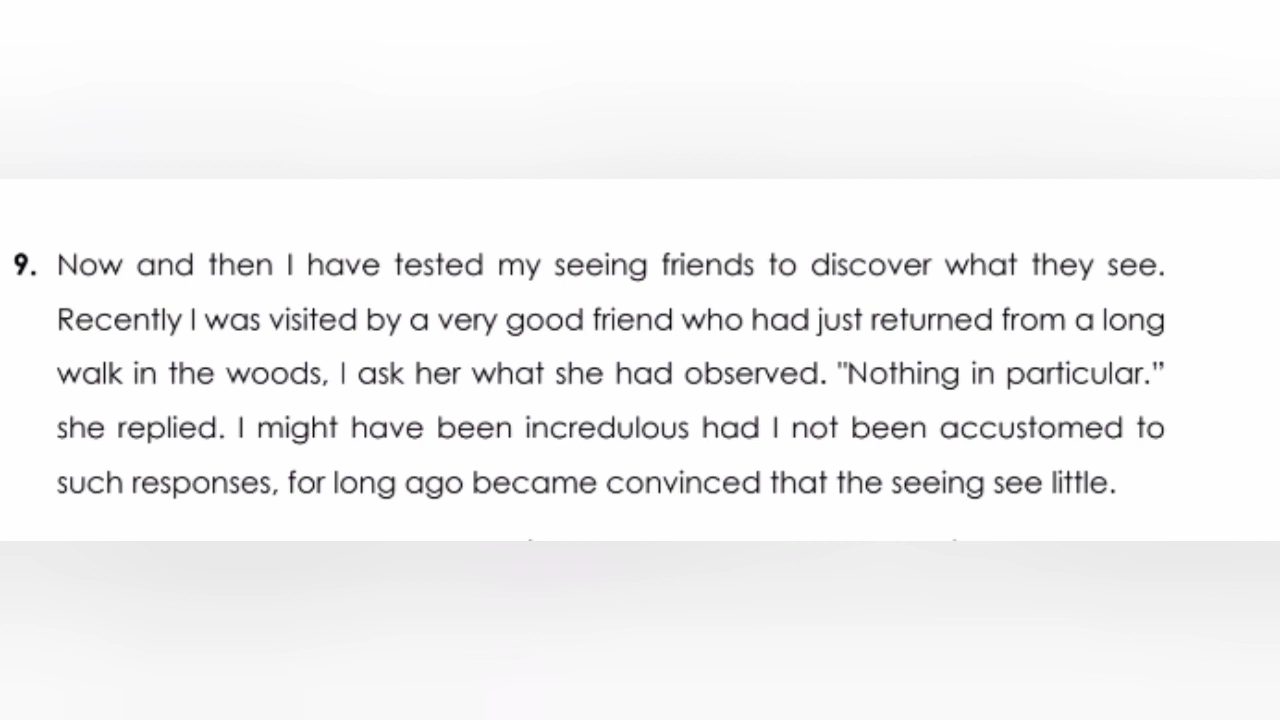 9. Now and then I have tested my seeing friends to discover what they see.
Recently I was visited by a very good friend who had just returned from a long
walk in the woods, I ask her what she had observed. "Nothing in particular.”
she replied. I might have been incredulous had I not been accustomed to
such responses, for long ago became convinced that the seeing see little.